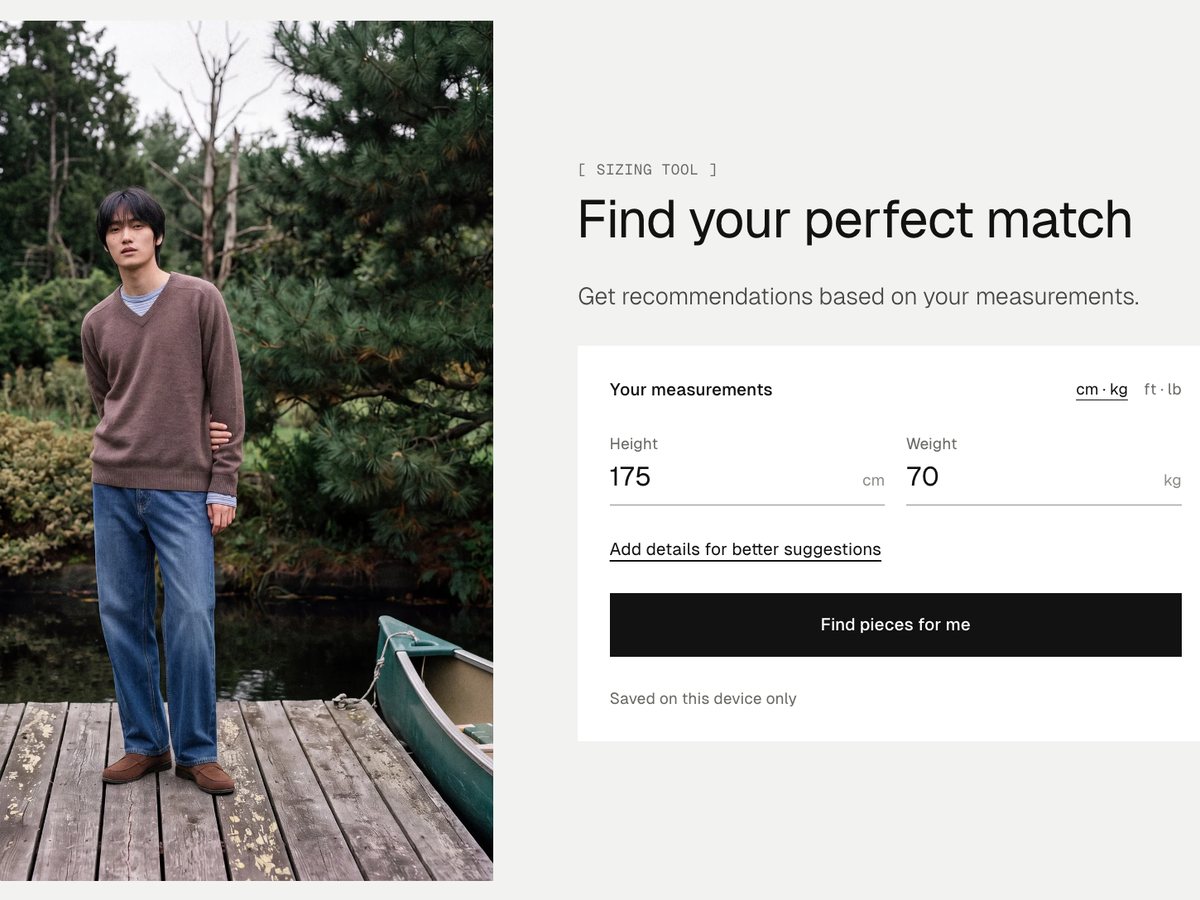 [ SIZING TOOL ]
Find your perfect match
Get recommendations based on your measurements.
Your measurements
cm · kg
ft · lb
Height
Weight
175
cm
70
kg
Add details for better suggestions
Find pieces for me
Saved on this device only